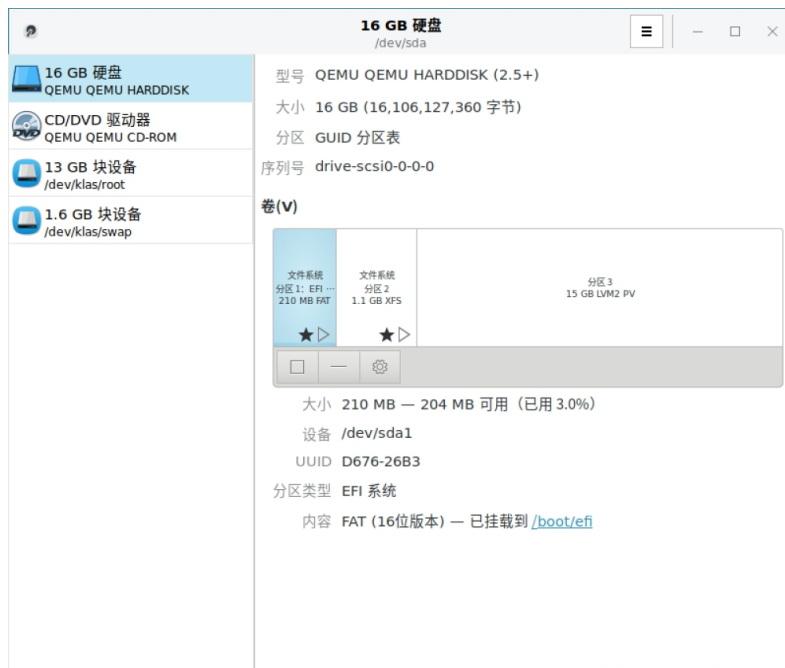 16 GB 硬盘
/dev/sda
16 GB 硬盘
QEMU QEMU HARDDISK
CD/DVD 驱动器
QEMU QEMU CD-ROM
13 GB 块设备
/dev/klas/root
1.6 GB 块设备
/dev/klas/swap
型号 QEMU QEMU HARDDISK (2.5+)
大小 16 GB (16,106,127,360 字节)
分区 GUID 分区表
序列号 drive-scsi0-0-0-0
卷(V)
文件系统
分区 1：EFI …
210 MB FAT
文件系统
分区 2
1.1 GB XFS
分区 3
15 GB LVM2 PV
大小 210 MB — 204 MB 可用（已用 3.0%）
设备 /dev/sda1
UUID D676-26B3
分区类型 EFI 系统
内容 FAT (16位版本) — 已挂载到 /boot/efi